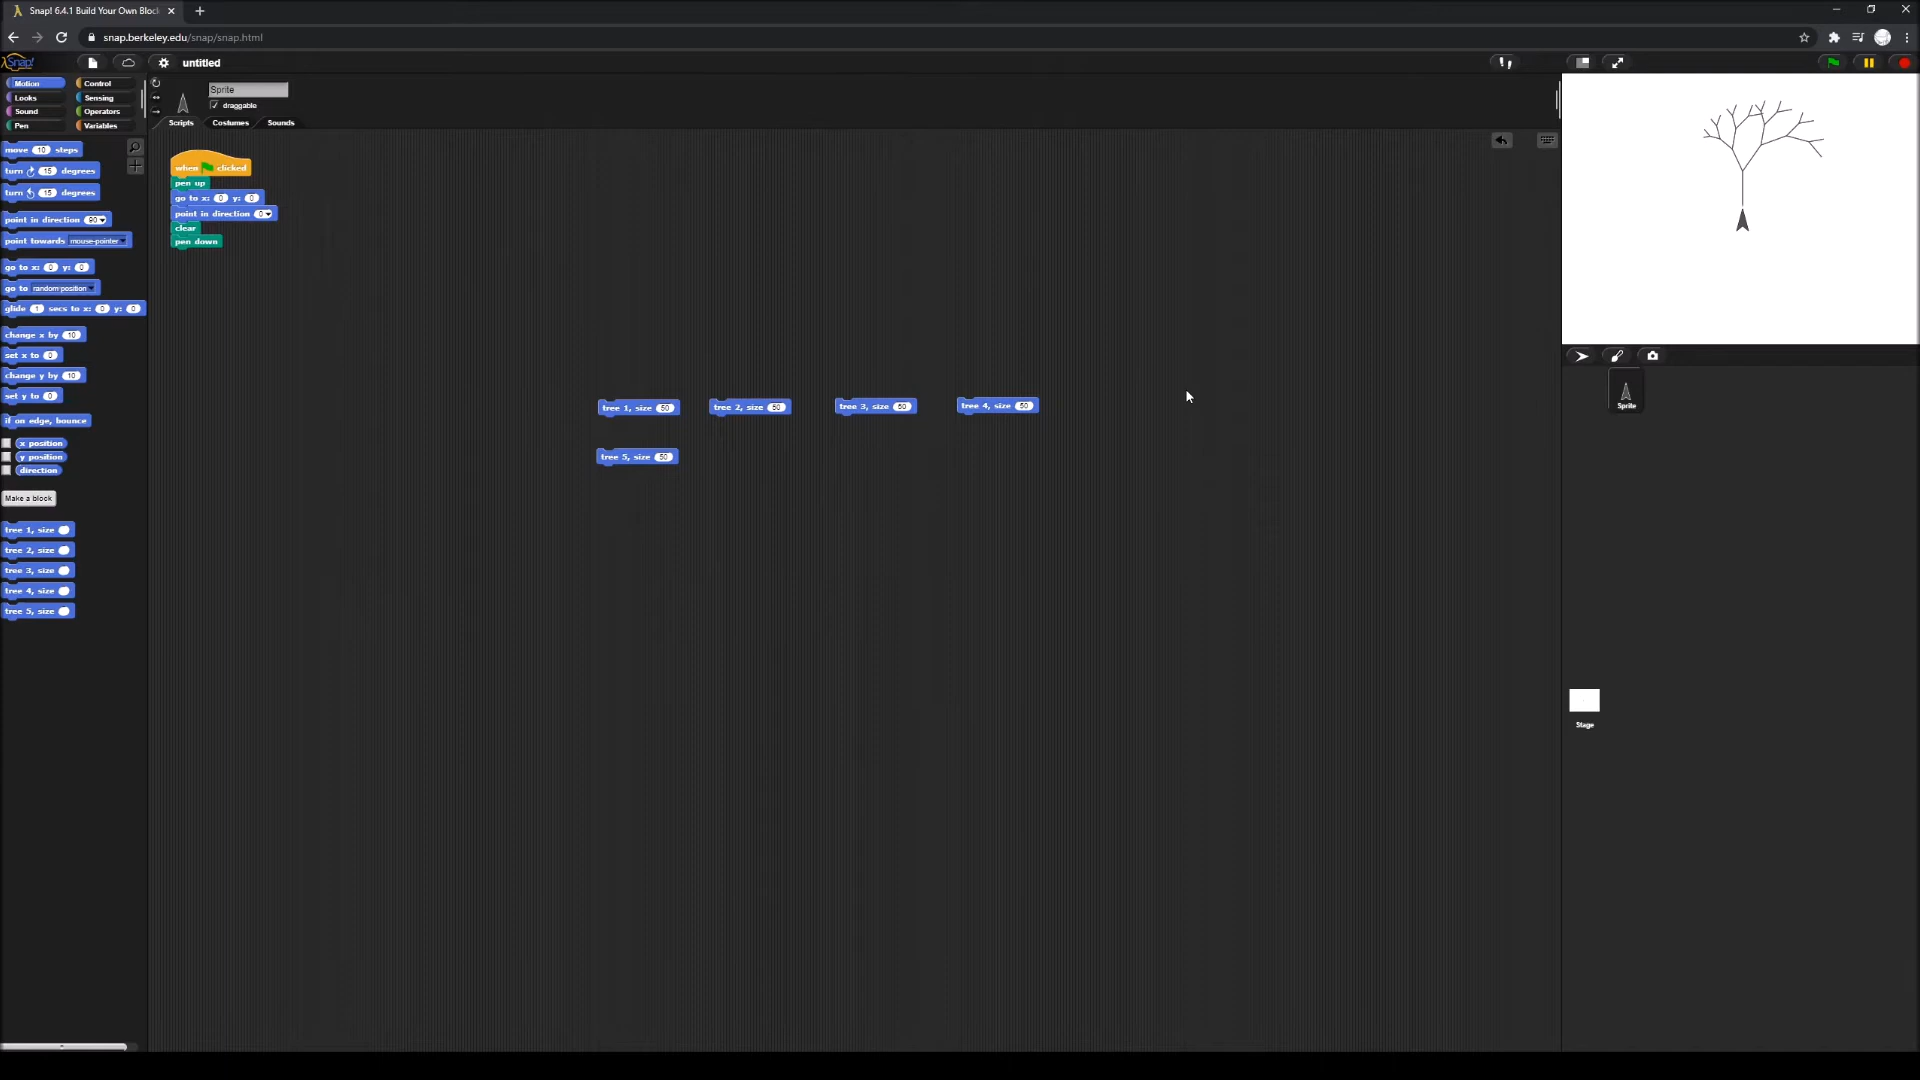 Snap! 6.4.1 Build Your Own Bloc
snap.berkeley.edu/snap/snap.html
Snap!
untitled
Motion
Control
Looks
Sensing
Sound
Operators
Pen
Variables
Sprite
draggable
Scripts
Costumes
Sounds
move 10 steps
turn 15 degrees
turn 15 degrees
point in direction 90
point towards mouse-pointer
go to x: 0 y: 0
go to random position
glide 1 secs to x: 0 y: 0
change x by 10
set x to 0
change y by 10
set y to 0
if on edge, bounce
x position
y position
direction
Make a block
tree 1, size
tree 2, size
tree 3, size
tree 4, size
tree 5, size
when clicked
pen up
go to x: 0 y: 0
point in direction 0
clear
pen down
tree 1, size 50
tree 2, size 50
tree 3, size 50
tree 4, size 50
tree 5, size 50
Sprite
Stage